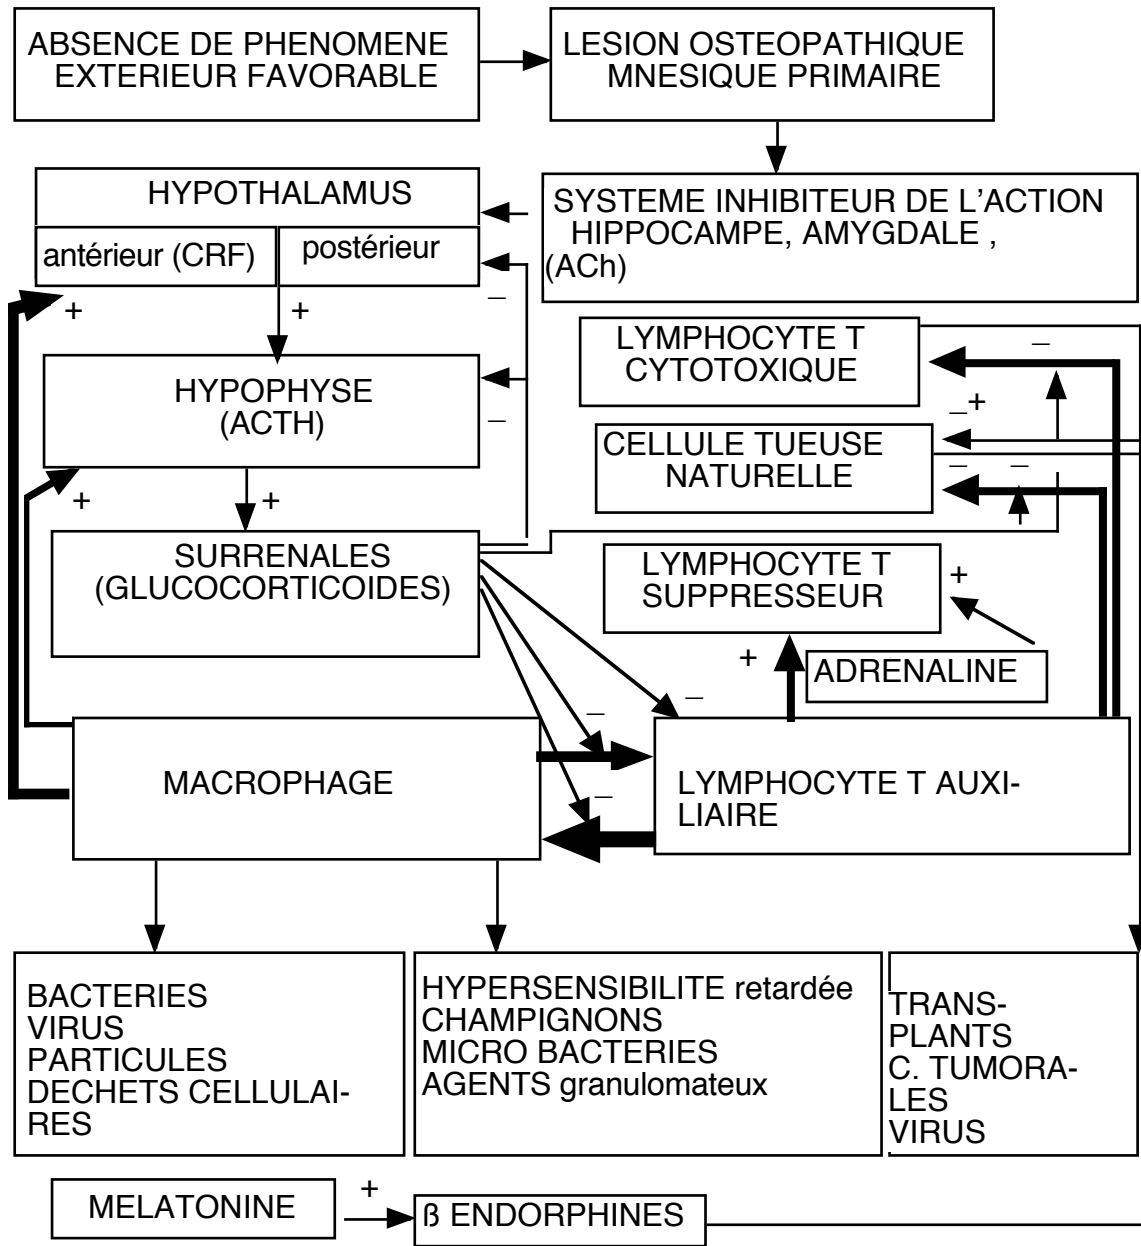 ABSENCE DE PHENOMENE
EXTERIEUR FAVORABLE
LESION OSTEOPATHIQUE
MNESIQUE PRIMAIRE
HYPOTHALAMUS
antérieur (CRF)
postérieur
SYSTEME INHIBITEUR DE L'ACTION
HIPPOCAMPE, AMYGDALE ,
(ACh)
+
+
_
LYMPHOCYTE T
CYTOTOXIQUE
_
HYPOPHYSE
(ACTH)
_
_+
CELLULE TUEUSE
NATURELLE
_
_
+
+
SURRENALES
(GLUCOCORTICOIDES)
LYMPHOCYTE T
SUPPRESSEUR
+
+
ADRENALINE
_
_
MACROPHAGE
_
LYMPHOCYTE T AUXI-
LIAIRE
BACTERIES
VIRUS
PARTICULES
DECHETS CELLULAI-
RES
HYPERSENSIBILITE retardée
CHAMPIGNONS
MICRO BACTERIES
AGENTS granulomateux
TRANS-
PLANTS
C. TUMORA-
LES
VIRUS
MELATONINE
+
ß ENDORPHINES